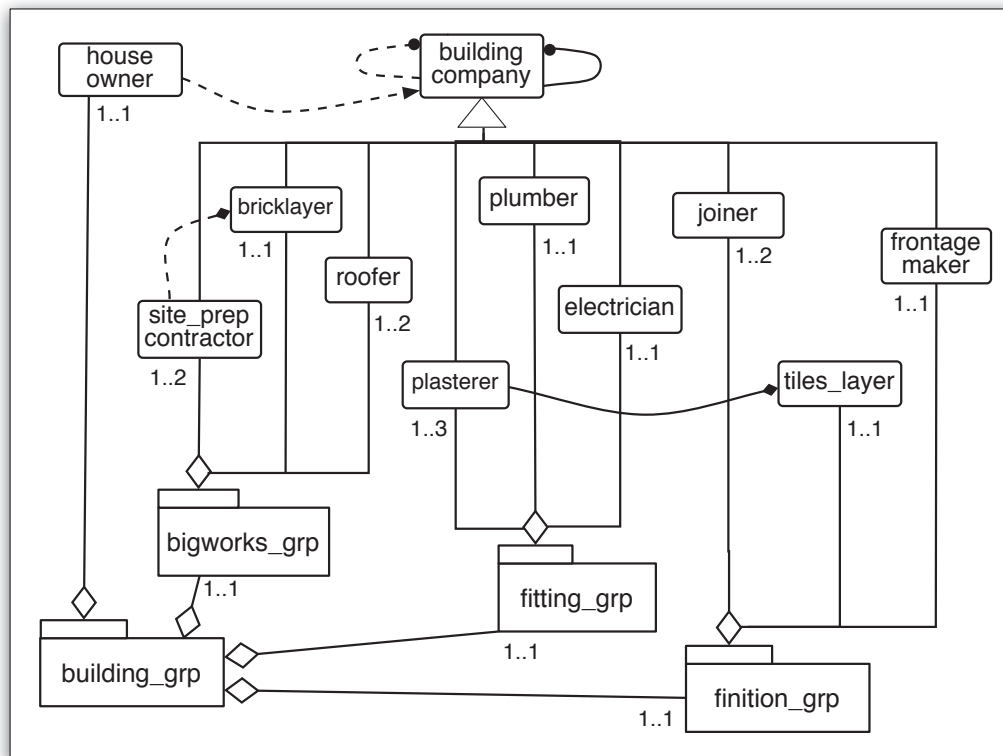 house
owner
1..1
building
company
bricklayer
1..1
plumber
1..1
joiner
1..2
frontage
maker
1..1
roofer
1..2
site_prep
contractor
1..2
electrician
1..1
plasterer
1..3
tiles_layer
1..1
bigworks_grp
1..1
fitting_grp
1..1
building_grp
finition_grp
1..1